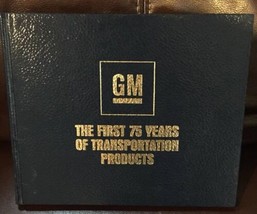 GM
THE FIRST 75 YEARS
OF TRANSPORTATION
PRODUCTS